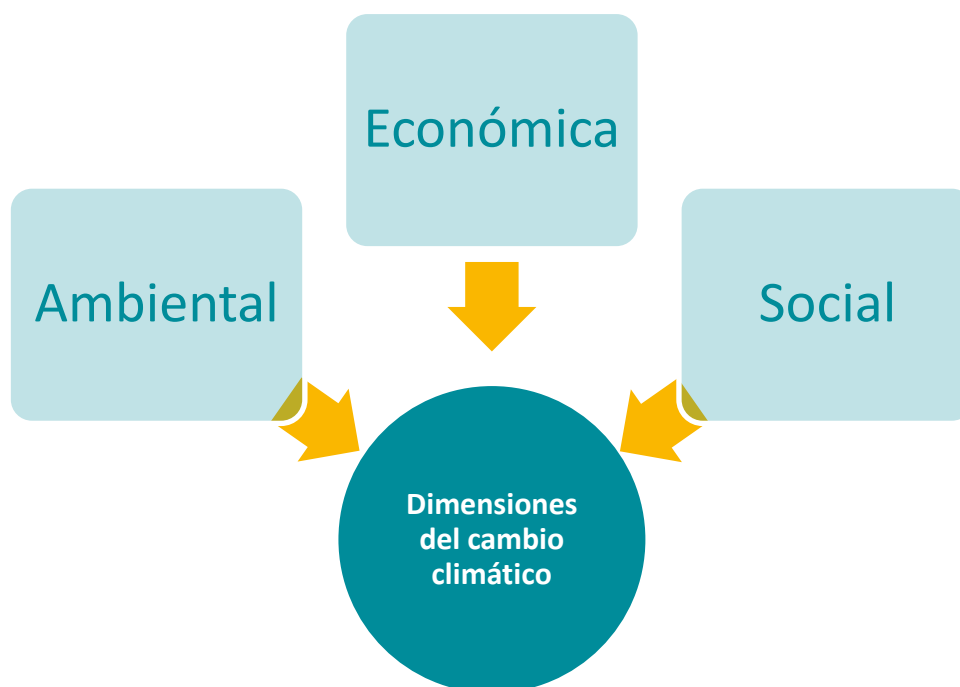 Económica
Ambiental
Social
Dimensiones
del cambio
climático